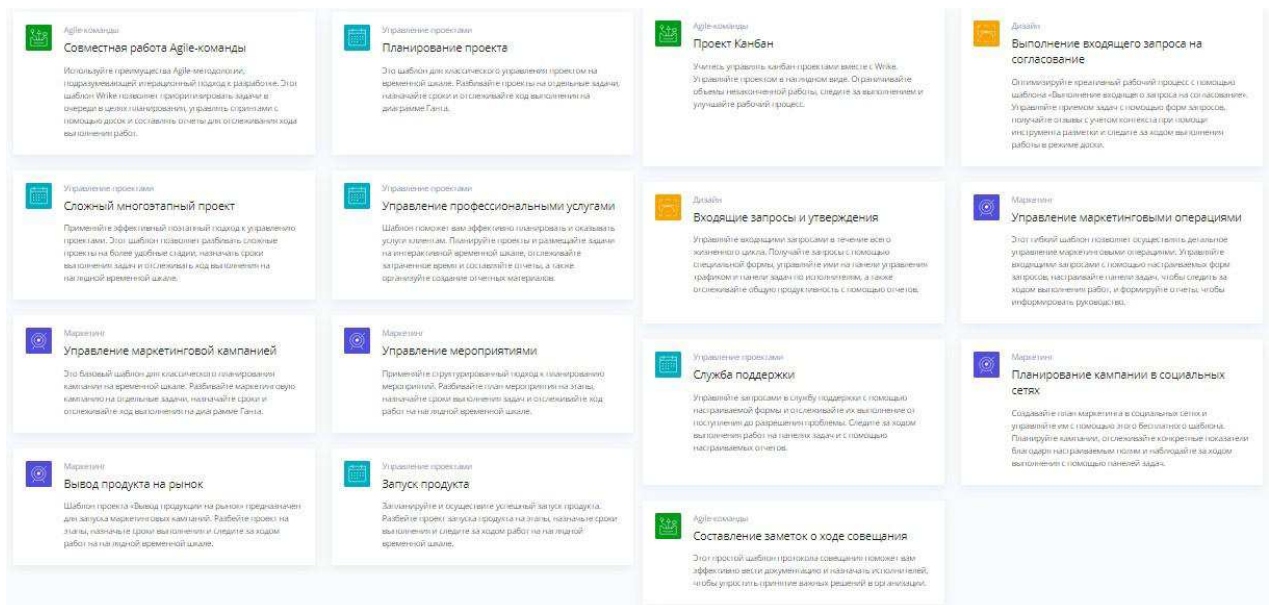 Agile-команды
Совместная работа Agile-команды
Используйте преимущества Agile-методологии,
подразумевающей итерационный подход к разработке. Этот
шаблон Wrike позволяет приоритизировать задачи в
очереди в целях планирования, управлять спринтами с
помощью досок и составлять отчеты для отслеживания хода
выполнения работ.
Управление проектами
Планирование проекта
Это шаблон для классического управления проектом на
временной шкале. Разбивайте проекты на отдельные задачи,
назначайте сроки и отслеживайте ход выполнения на
диаграмме Ганта.
Agile-команды
Проект Канбан
Учитесь управлять канбан-проектами вместе с Wrike.
Управляйте проектом в наглядном виде. Ограничивайте
объемы незаконченной работы, следите за выполнением и
улучшайте рабочий процесс.
Дизайн
Выполнение входящего запроса на
согласование
Оптимизируйте креативный рабочий процесс с помощью
шаблона «Выполнение входящего запроса на согласование».
Управляйте приемом задач с помощью форм запросов,
получайте отзывы с учетом контекста при помощи
инструмента разметки и следите за ходом выполнения
работы в режиме доски.
Управление проектами
Сложный многоэтапный проект
Применяйте эффективный поэтапный подход к управлению
проектами. Этот шаблон позволяет разбивать сложные
проекты на более удобные стадии, назначать сроки
выполнения задач и отслеживать ход выполнения на
наглядной временной шкале.
Управление проектами
Управление профессиональными услугами
Шаблон поможет вам эффективно планировать и оказывать
услуги клиентам. Планируйте проекты и размещайте задачи
на интерактивной временной шкале, отслеживайте
затраченное время и составляйте отчеты, а также
организуйте создание отчетных материалов.
Дизайн
Входящие запросы и утверждения
Управляйте входящими запросами в течение всего
жизненного цикла. Получайте запросы с помощью
специальной формы, управляйте ими на панели управления
трафиком и панели задач по исполнителям, а также
отслеживайте общую продуктивность с помощью отчетов.
Маркетинг
Управление маркетинговыми операциями
Этот гибкий шаблон позволяет осуществлять детальное
управление маркетинговыми операциями. Управляйте
входящими запросами с помощью настраиваемых форм
запросов, настраивайте панели задач, чтобы следить за
ходом выполнения работ, и формируйте отчеты, чтобы
информировать руководство.
Маркетинг
Управление маркетинговой кампанией
Это базовый шаблон для классического планирования
кампании на временной шкале. Разбивайте маркетинговую
кампанию на отдельные задачи, назначайте сроки и
отслеживайте ход выполнения на диаграмме Ганта.
Маркетинг
Управление мероприятиями
Применяйте структурированный подход к планированию
мероприятий. Разбивайте план мероприятия на этапы,
назначайте сроки выполнения задач и отслеживайте ход
работ на наглядной временной шкале.
Управление проектами
Служба поддержки
Управляйте запросами в службу поддержки с помощью
настраиваемой формы и отслеживайте их выполнение от
поступления до разрешения проблемы. Следите за ходом
выполнения работ на панелях задач и с помощью
настраиваемых отчетов.
Маркетинг
Планирование кампании в социальных
сетях
Создавайте план маркетинга в социальных сетях и
управляйте им с помощью этого бесплатного шаблона.
Планируйте кампании, отслеживайте конкретные показатели
благодаря настраиваемым полям и наблюдайте за ходом
выполнения с помощью панелей задач.
Маркетинг
Вывод продукта на рынок
Шаблон проекта «Вывод продукции на рынок» предназначен
для запуска маркетинговых кампаний. Разбейте проект на
этапы, назначьте сроки выполнения и следите за ходом
работ на наглядной временной шкале.
Управление проектами
Запуск продукта
Запланируйте и осуществите успешный запуск продукта.
Разбейте проект запуска продукта на этапы, назначьте сроки
выполнения и следите за ходом работ на наглядной
временной шкале.
Agile-команды
Составление заметок о ходе совещания
Этот простой шаблон протокола совещания поможет вам
эффективно вести документацию и назначать исполнителей,
чтобы упростить принятие важных решений в организации.